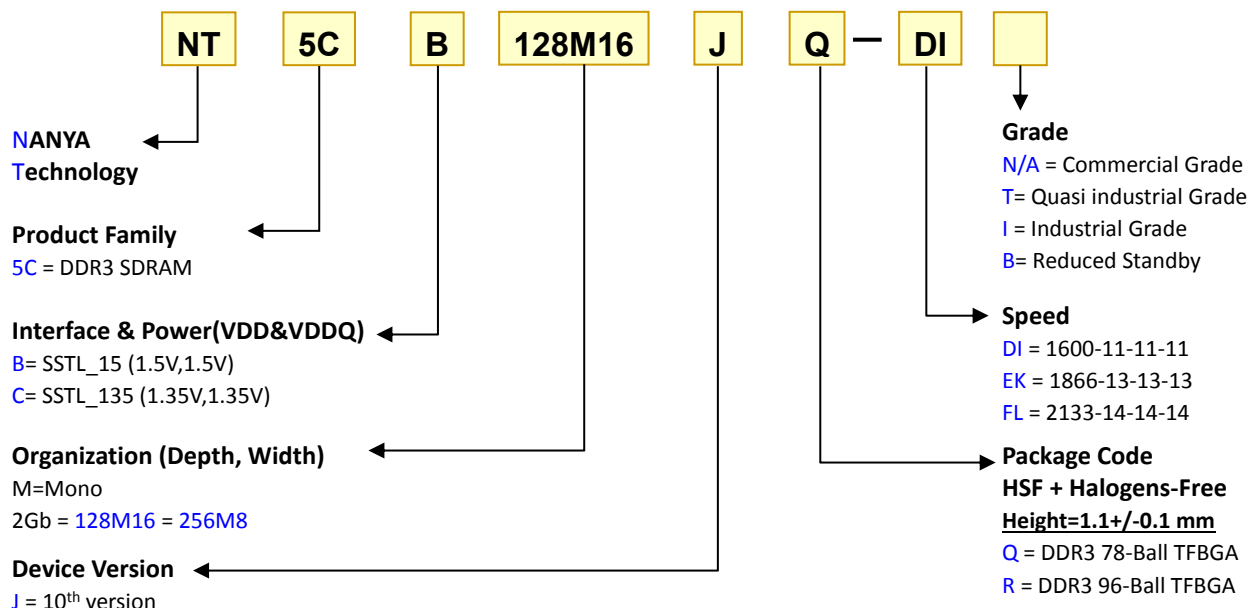 NT 5C B 128M16 J Q – DI
NANYA
Technology
Product Family
5C = DDR3 SDRAM
Interface & Power(VDD&VDDQ)
B= SSTL_15 (1.5V,1.5V)
C= SSTL_135 (1.35V,1.35V)
Organization (Depth, Width)
M=Mono
2Gb = 128M16 = 256M8
Device Version
J = 10th version
Grade
N/A = Commercial Grade
T= Quasi industrial Grade
I = Industrial Grade
B= Reduced Standby
Speed
DI = 1600-11-11-11
EK = 1866-13-13-13
FL = 2133-14-14-14
Package Code
HSF + Halogens-Free
Height=1.1+/-0.1 mm
Q = DDR3 78-Ball TFBGA
R = DDR3 96-Ball TFBGA